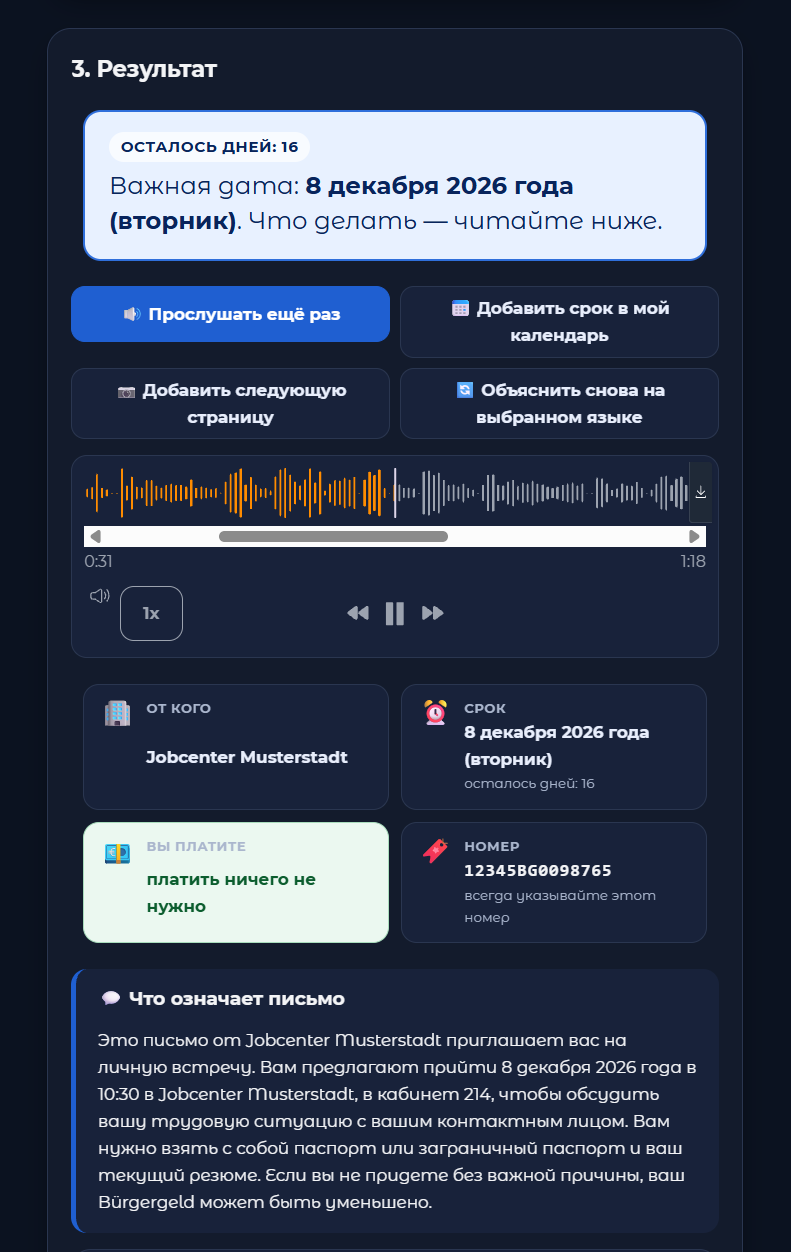 3. Результат
ОСТАЛОСЬ ДНЕЙ: 16
Важная дата: 8 декабря 2026 года
(вторник). Что делать — читайте ниже.
Прослушать ещё раз
Добавить срок в мой
календарь
Добавить следующую
страницу
Объяснить снова на
выбранном языке
0:31
1:18
1x
ОТ КОГО
Jobcenter Musterstadt
СРОК
8 декабря 2026 года
(вторник)
осталось дней: 16
ВЫ ПЛАТИТЕ
платить ничего не
нужно
НОМЕР
12345BG0098765
всегда указывайте этот
номер
Что означает письмо
Это письмо от Jobcenter Musterstadt приглашает вас на
личную встречу. Вам предлагают прийти 8 декабря 2026 года в
10:30 в Jobcenter Musterstadt, в кабинет 214, чтобы обсудить
вашу трудовую ситуацию с вашим контактным лицом. Вам
нужно взять с собой паспорт или заграничный паспорт и ваш
текущий резюме. Если вы не придете без важной причины, ваш
Bürgergeld может быть уменьшено.